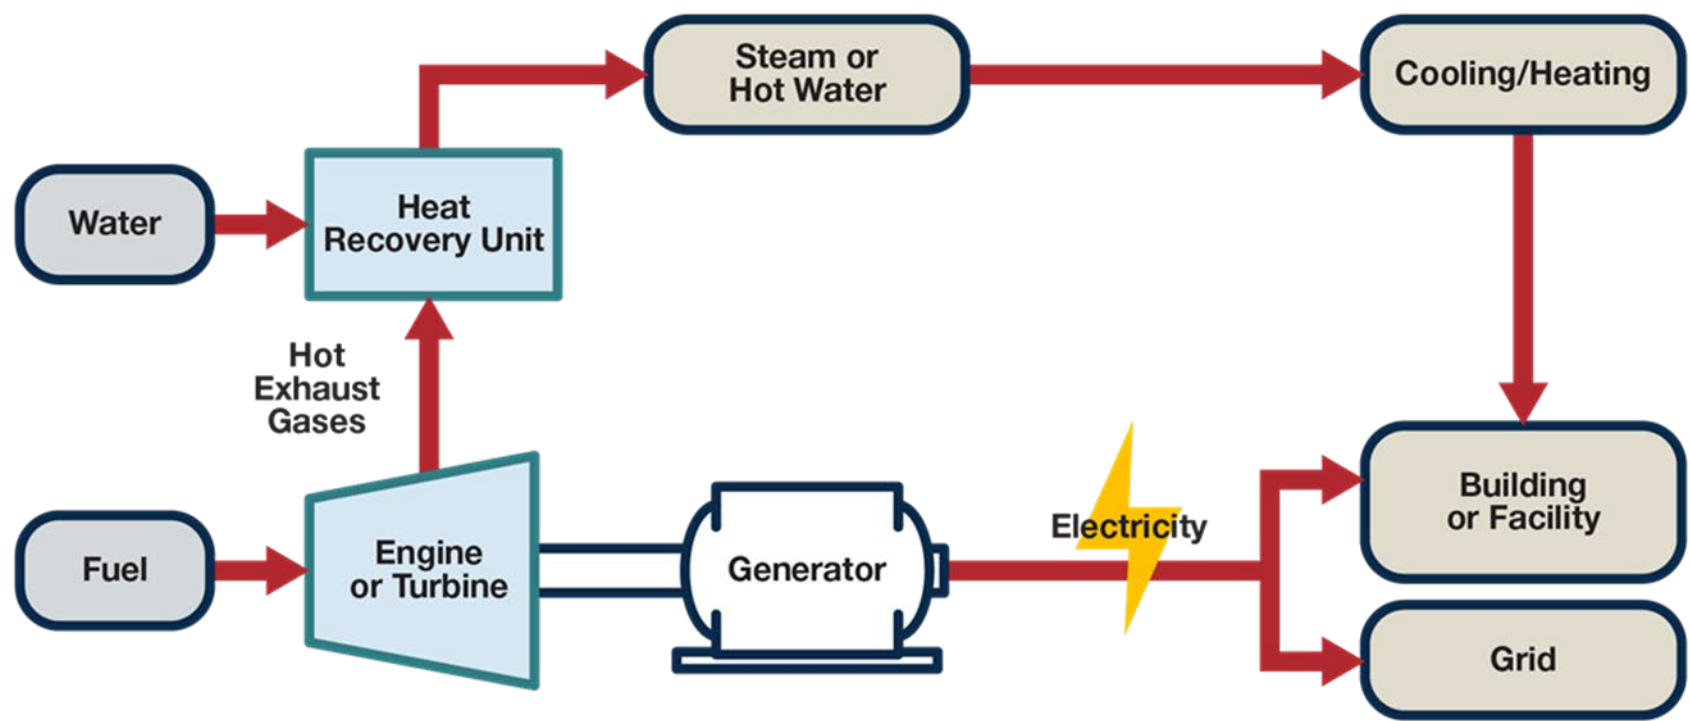 Steam or
Hot Water
Cooling/Heating
Water
Heat
Recovery Unit
Hot
Exhaust
Gases
Fuel
Engine
or Turbine
Generator
Electricity
Building
or Facility
Grid